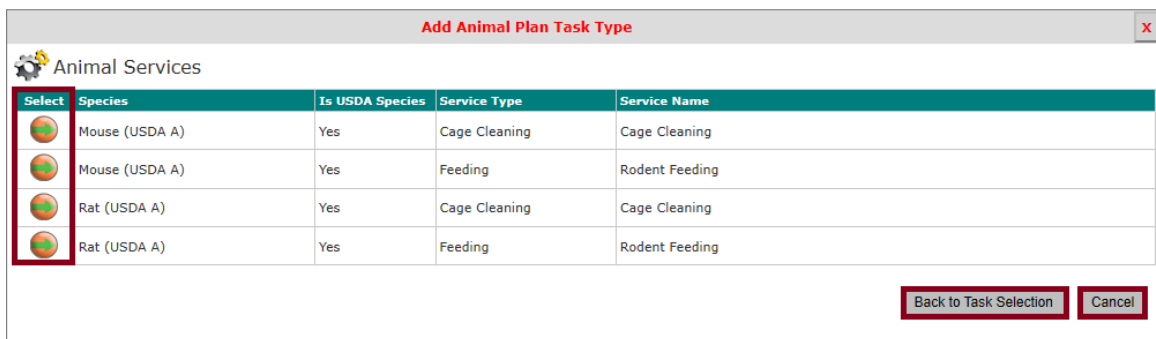 Add Animal Plan Task Type
X
Animal Services
Select Species Is USDA Species Service Type Service Name
Mouse (USDA A) Yes Cage Cleaning Cage Cleaning
Mouse (USDA A) Yes Feeding Rodent Feeding
Rat (USDA A) Yes Cage Cleaning Cage Cleaning
Rat (USDA A) Yes Feeding Rodent Feeding
Back to Task Selection Cancel